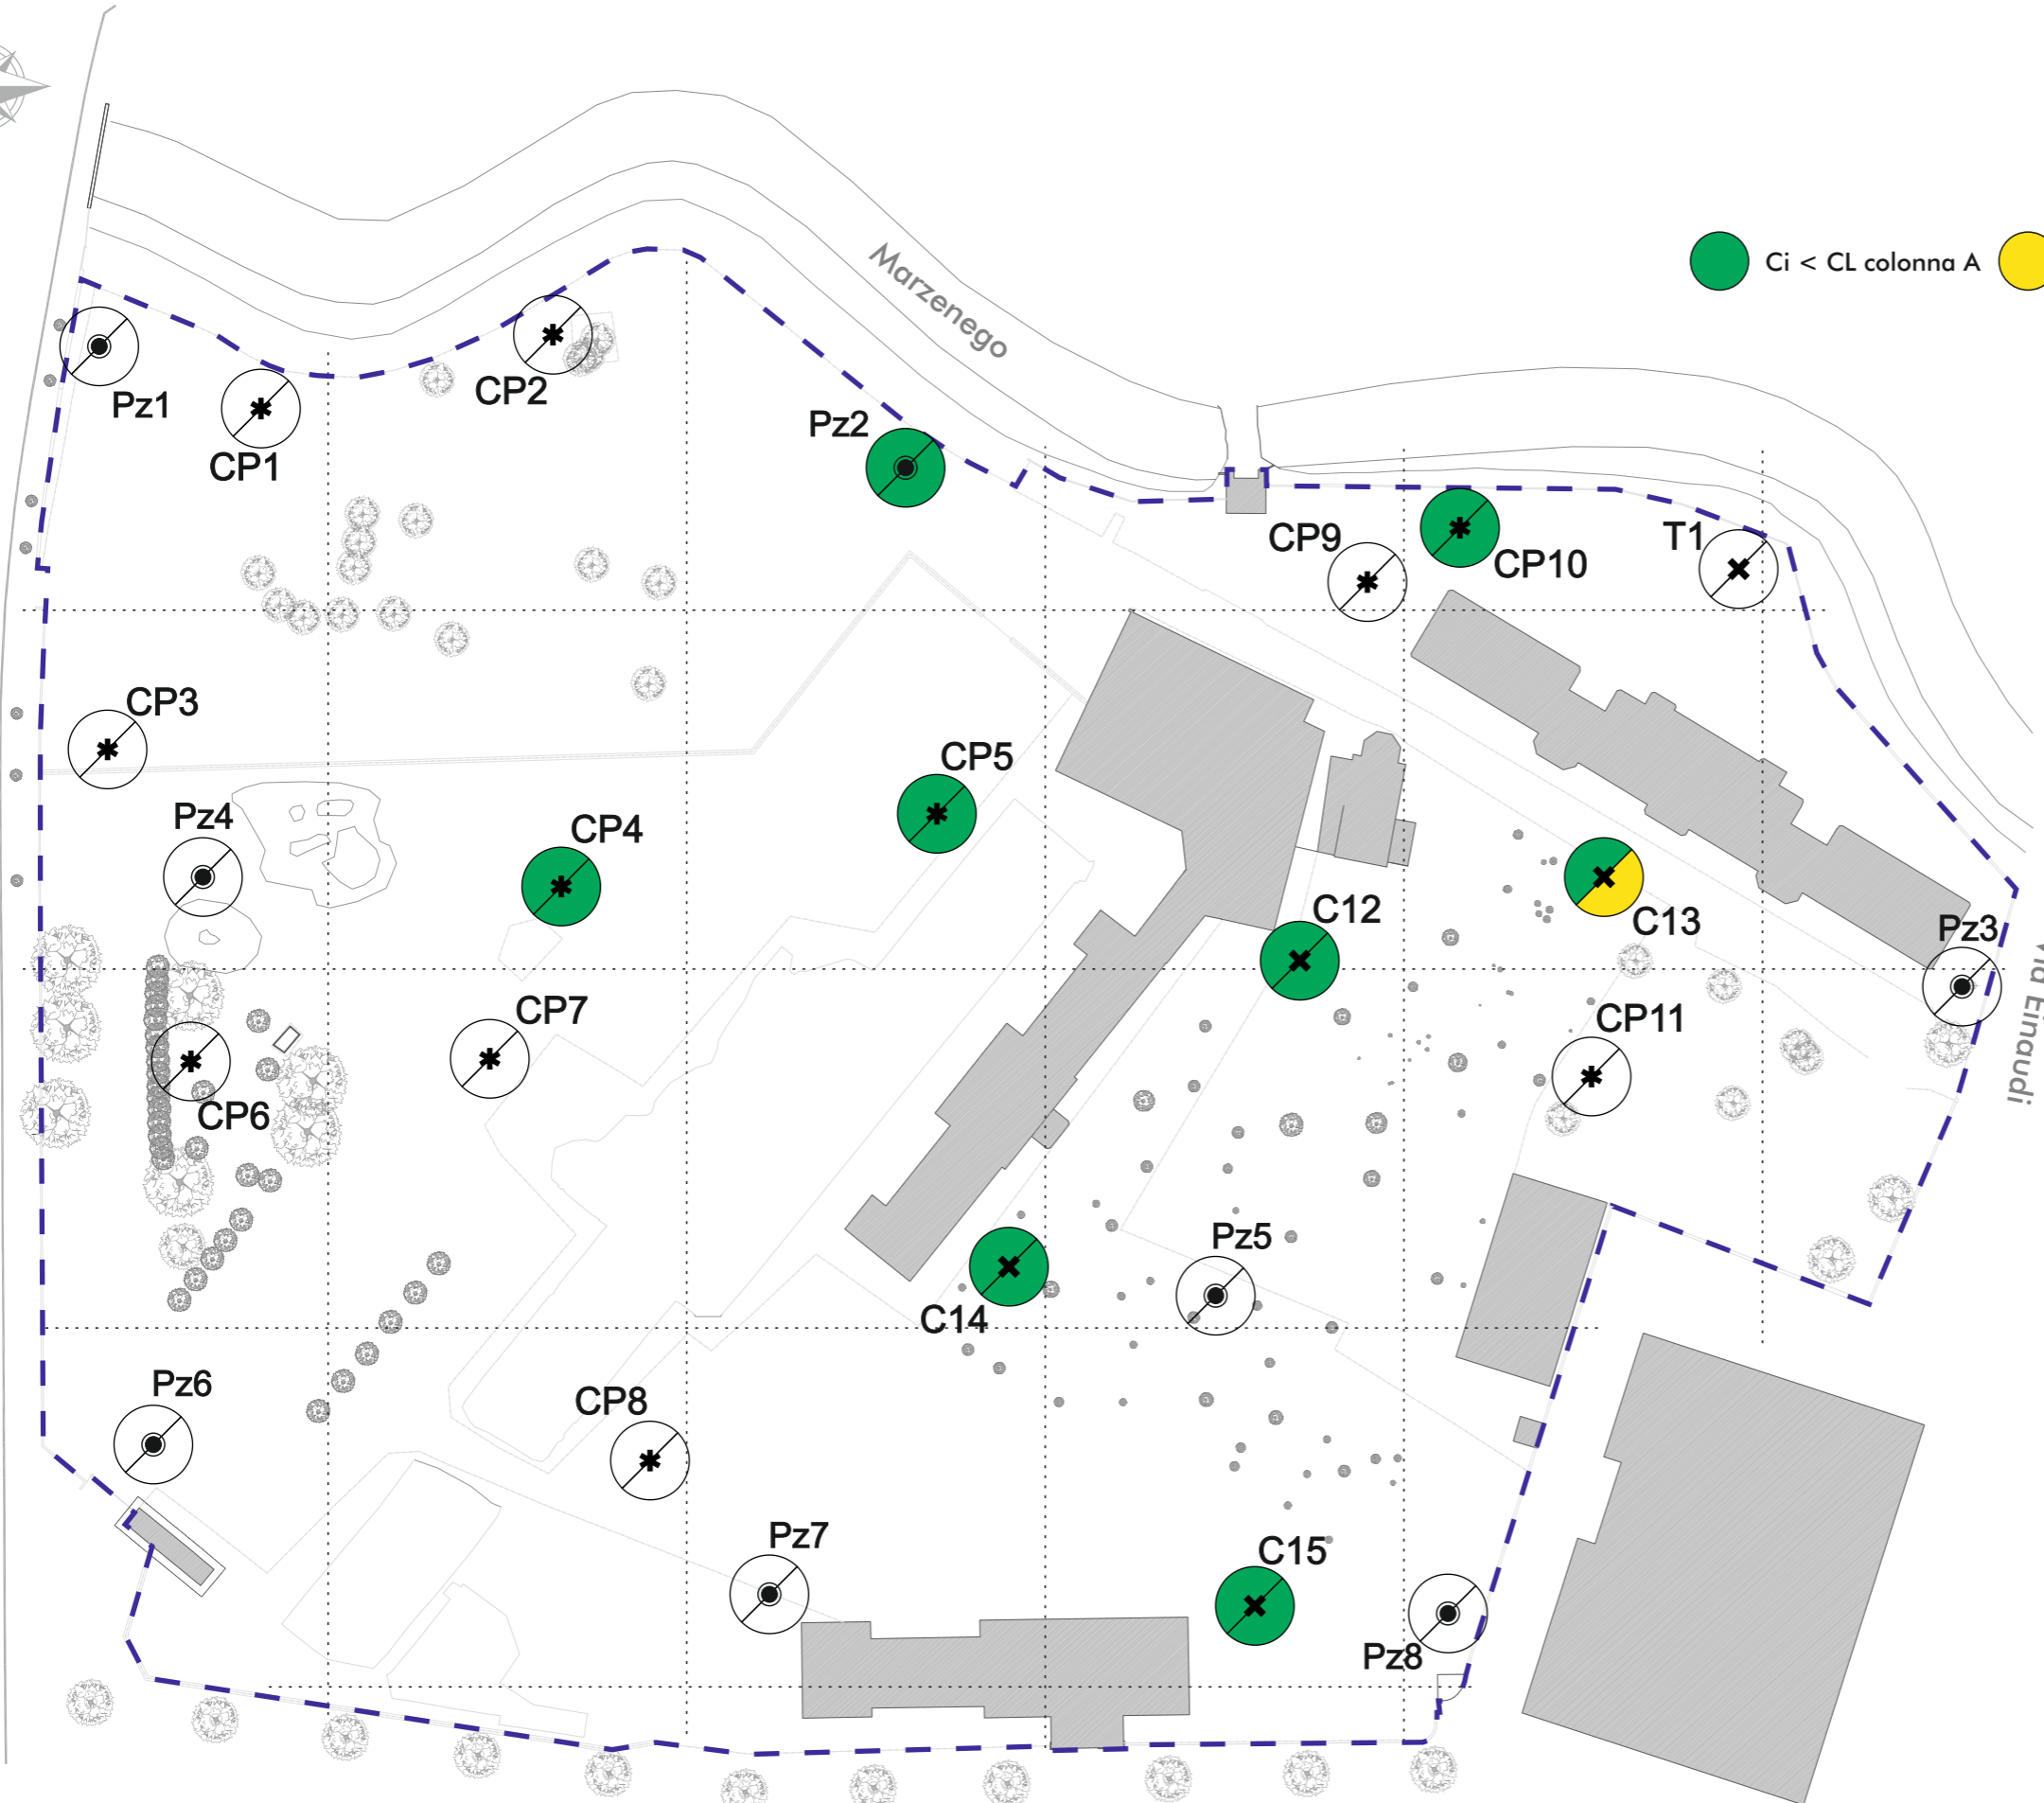 Marzenego
Ci < CL colonna A
Pz1
CP1
CP2
Pz2
CP9
CP10
T1
CP3
Pz4
CP4
CP5
C12
C13
Pz3
CP7
CP11
Via Einaudi
CP6
Pz5
C14
Pz6
CP8
Pz7
C15
Pz8